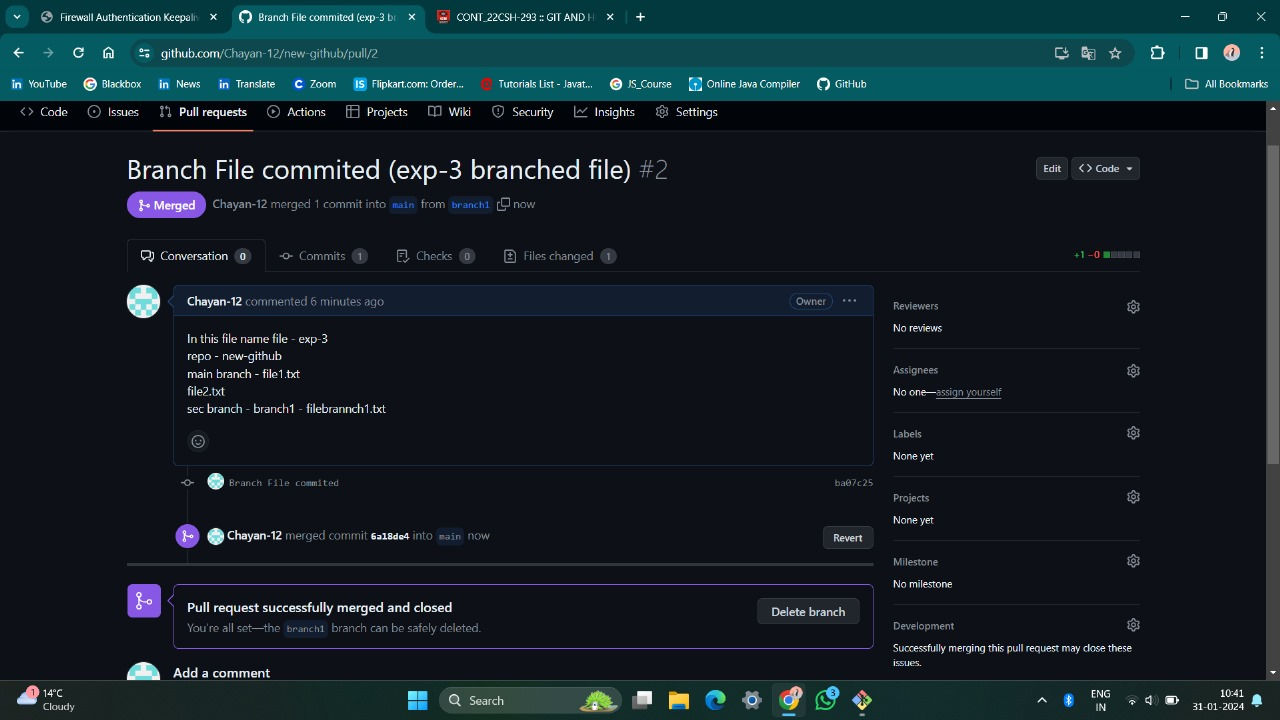 Firewall Authentication Keepaliv
Branch File commited (exp-3 br
CONT_22CSH-293 :: GIT AND H
github.com/Chayan-12/new-github/pull/2
YouTube
Blackbox
News
Translate
Zoom
Flipkart.com: Order...
Tutorials List - Javat...
JS_Course
Online Java Compiler
GitHub
All Bookmarks
Code
Issues
Pull requests
Actions
Projects
Wiki
Security
Insights
Settings
Branch File commited (exp-3 branched file) #2
Edit
Code
Merged
Chayan-12 merged 1 commit into main from branch1 now
Conversation 0
Commits 1
Checks 0
Files changed 1
+1 −0
Chayan-12 commented 6 minutes ago
Owner
In this file name file - exp-3
repo - new-github
main branch - file1.txt
file2.txt
sec branch - branch1 - filebrannch1.txt
Branch File commited
ba07c25
Chayan-12 merged commit 6a18de4 into main now
Revert
Pull request successfully merged and closed
You're all set—the branch1 branch can be safely deleted.
Delete branch
Add a comment
Reviewers
No reviews
Assignees
No one—assign yourself
Labels
None yet
Projects
None yet
Milestone
No milestone
Development
Successfully merging this pull request may close these
issues.
1
14°C
Cloudy
Search
3
ENG
IN
10:41
31-01-2024